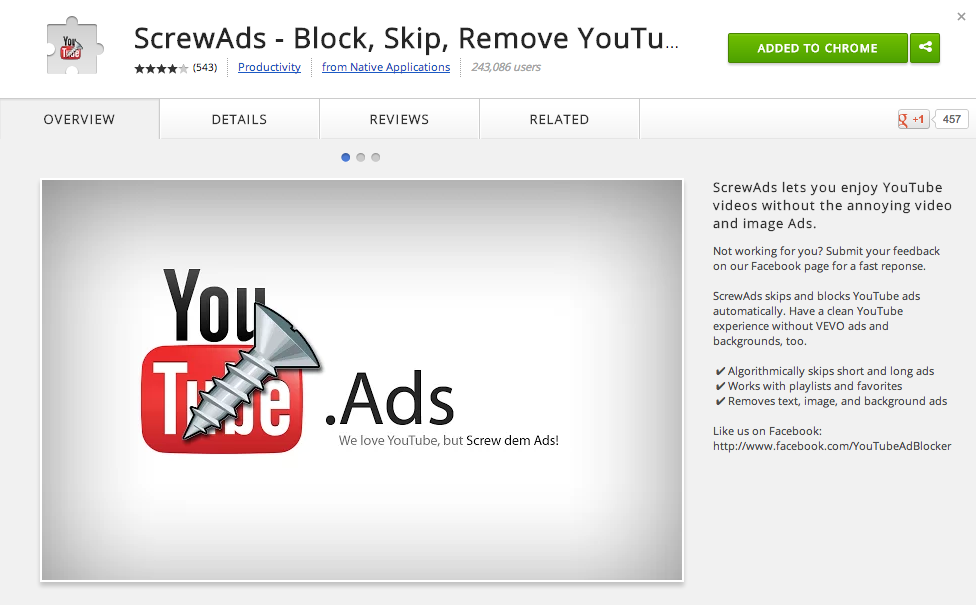 ScrewAds - Block, Skip, Remove YouTu...
(543)
Productivity
from Native Applications
243,086 users
ADDED TO CHROME
OVERVIEW
DETAILS
REVIEWS
RELATED
+1
457
You
Tube
.Ads
We love YouTube, but Screw dem Ads!
ScrewAds lets you enjoy YouTube
videos without the annoying video
and image Ads.
Not working for you? Submit your feedback
on our Facebook page for a fast reponse.
ScrewAds skips and blocks YouTube ads
automatically. Have a clean YouTube
experience without VEVO ads and
backgrounds, too.
✔ Algorithmically skips short and long ads
✔ Works with playlists and favorites
✔ Removes text, image, and background ads
Like us on Facebook:
http://www.facebook.com/YouTubeAdBlocker